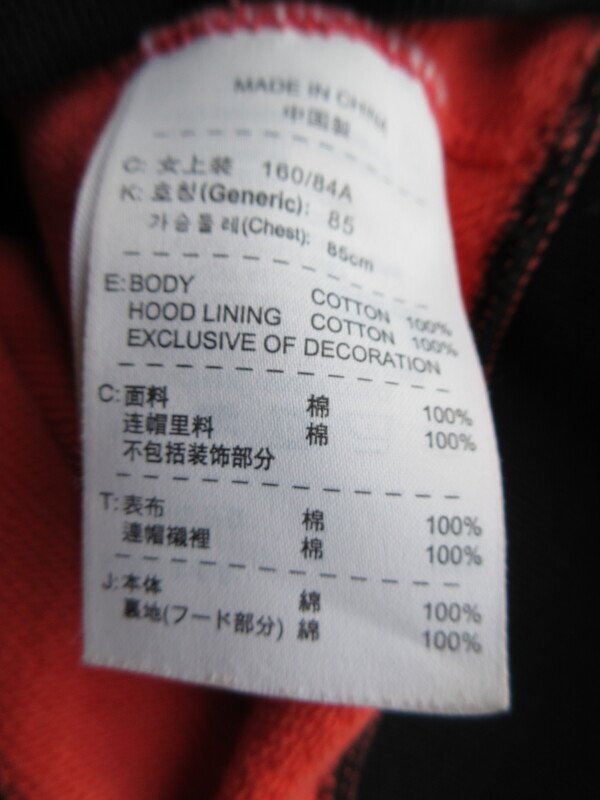 MADE IN CHINA
中国製
C: 女上装 160/84A
K: 호칭(Generic): 85
가슴둘레(Chest): 85cm
E: BODY COTTON 100%
HOOD LINING COTTON 100%
EXCLUSIVE OF DECORATION
C: 面料 棉 100%
连帽里料 棉 100%
不包括装饰部分
T: 表布 棉 100%
連帽襯裡 棉 100%
J: 本体 綿 100%
裏地(フード部分) 綿 100%